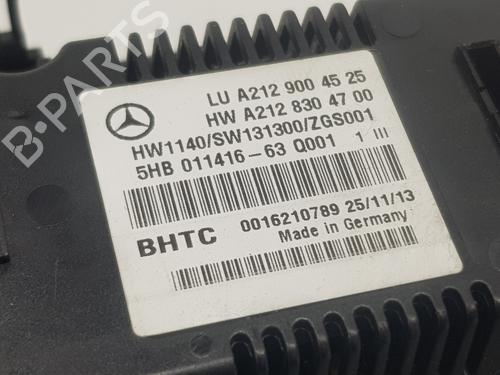 LU A212 900 45 25
HW A212 830 47 00
HW1140/SW131300/ZGS001
5HB 011416-63 Q001 1 III
BHTC 0016210789 25/11/13
Made in Germany
B-PARTS